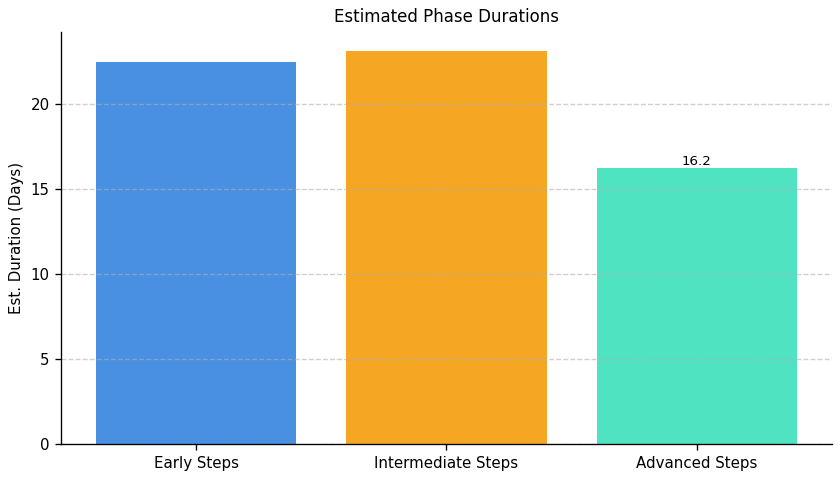 Estimated Phase Durations
Est. Duration (Days)
20
15
10
5
0
16.2
Early Steps
Intermediate Steps
Advanced Steps